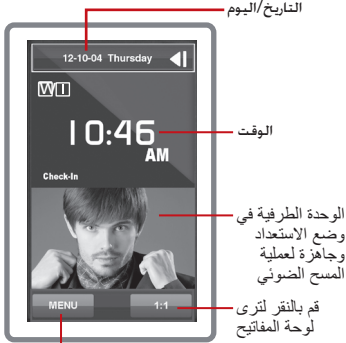 التاريخ/اليوم
12-10-04 Thursday
WI
10:46
AM
الوقت
Check-In
الوحدة الطرفية في
وضع الاستعداد
وجاهزة لعملية
المسح الضوئي
MENU
1:1
قم بالنقر لترى
لوحة المفاتيح